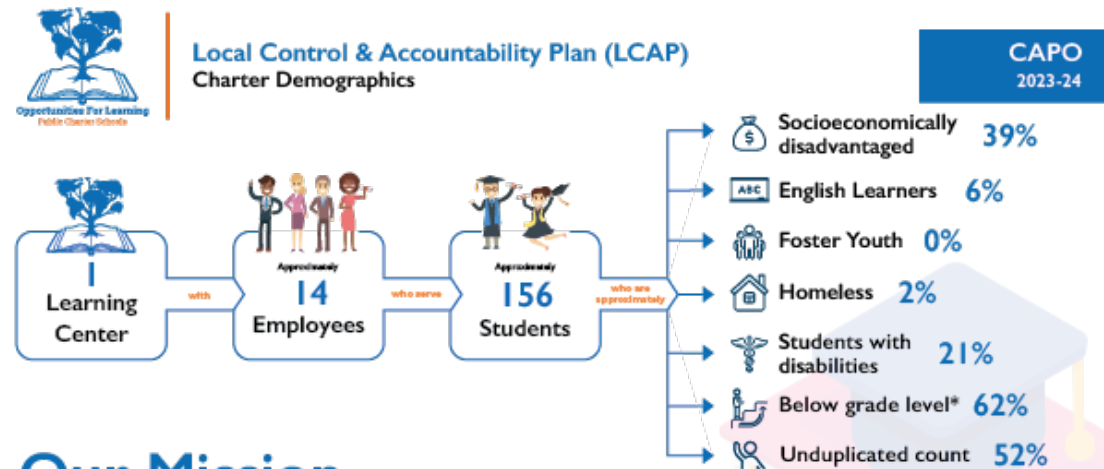 Opportunities For Learning
Public Charter Schools
Local Control & Accountability Plan (LCAP)
Charter Demographics
CAPO
2023-24
1
Learning
Center
with
Approximately
14
Employees
who serve
Approximately
156
Students
who are
approximately
Socioeconomically
disadvantaged
39%
ABC
English Learners 6%
Foster Youth 0%
Homeless 2%
Students with
disabilities
21%
Below grade level* 62%
Unduplicated count 52%
Our Mission